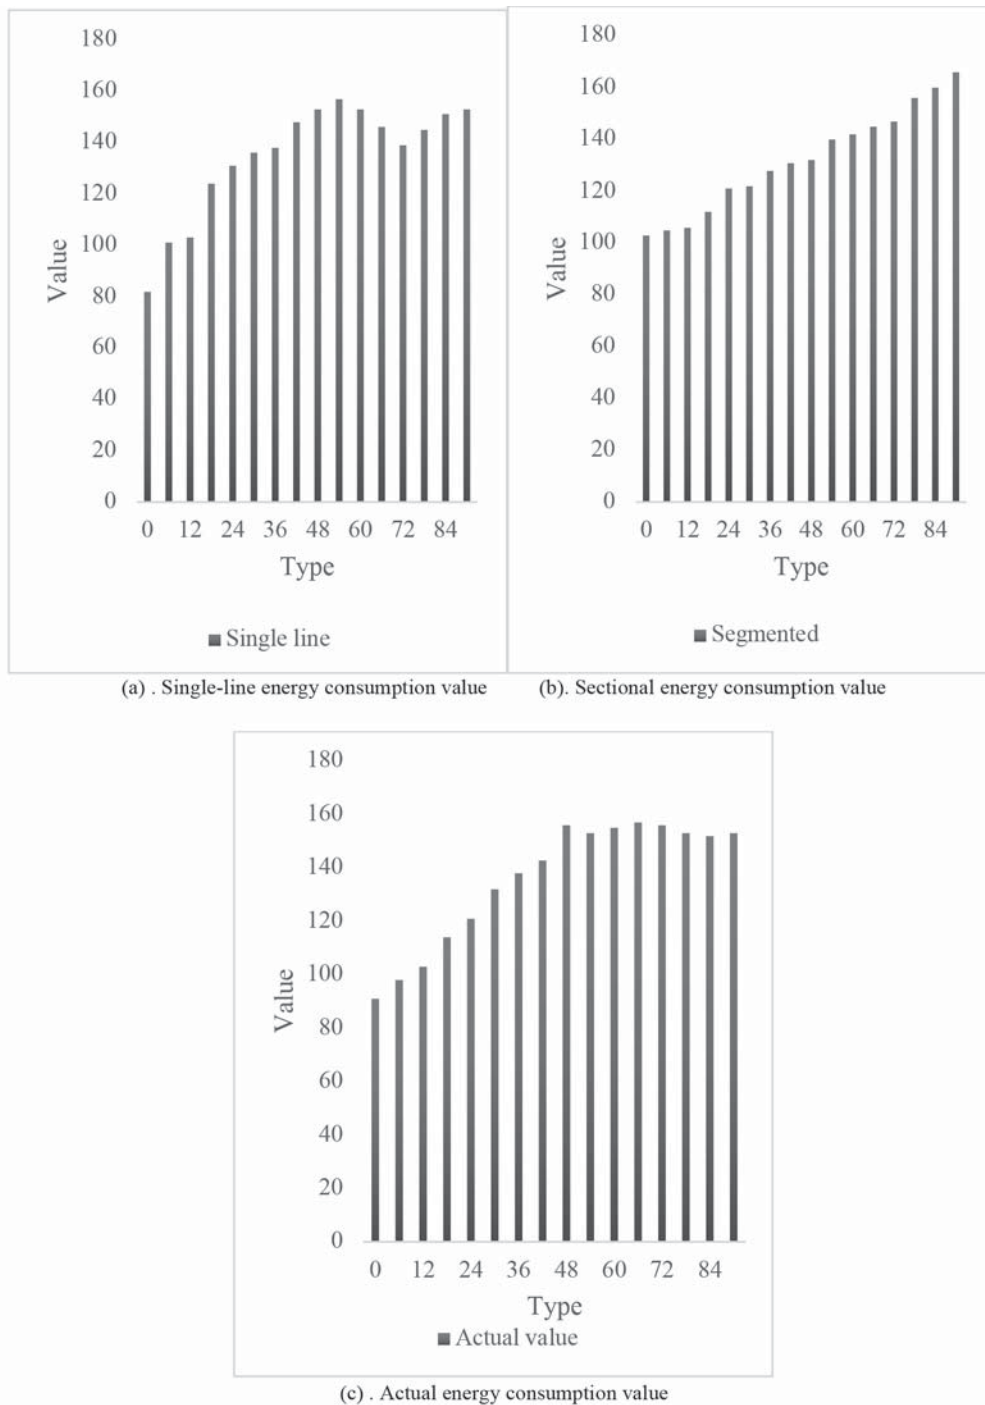 180
160
140
120
100
80
60
40
20
0
Value
0 12 24 36 48 60 72 84
Type
Single line
180
160
140
120
100
80
60
40
20
0
Value
0 12 24 36 48 60 72 84
Type
Segmented
(a) . Single-line energy consumption value
(b). Sectional energy consumption value
180
160
140
120
100
80
60
40
20
0
Value
0 12 24 36 48 60 72 84
Type
Actual value
(c) . Actual energy consumption value